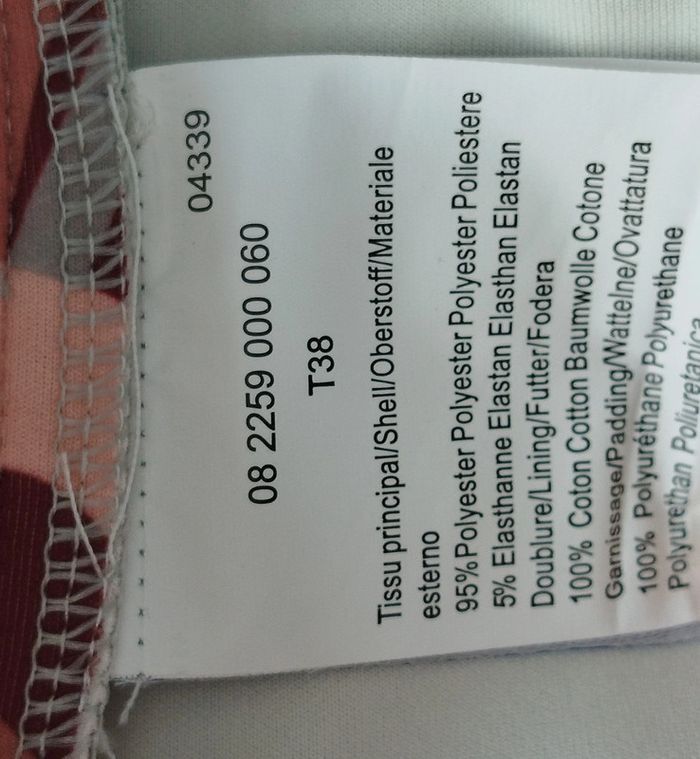 04339
08 2259 000 060
T38
Tissu principal/Shell/Oberstoff/Materiale
esterno
95% Polyester Polyester Polyester Poliestere
5% Elasthanne Elastan Elasthan Elastan
Doublure/Lining/Futter/Fodera
100% Coton Cotton Baumwolle Cotone
Garnissage/Padding/Wattelne/Ovattatura
100% Polyuréthane Polyurethane
Polyurethan Poliuretanica